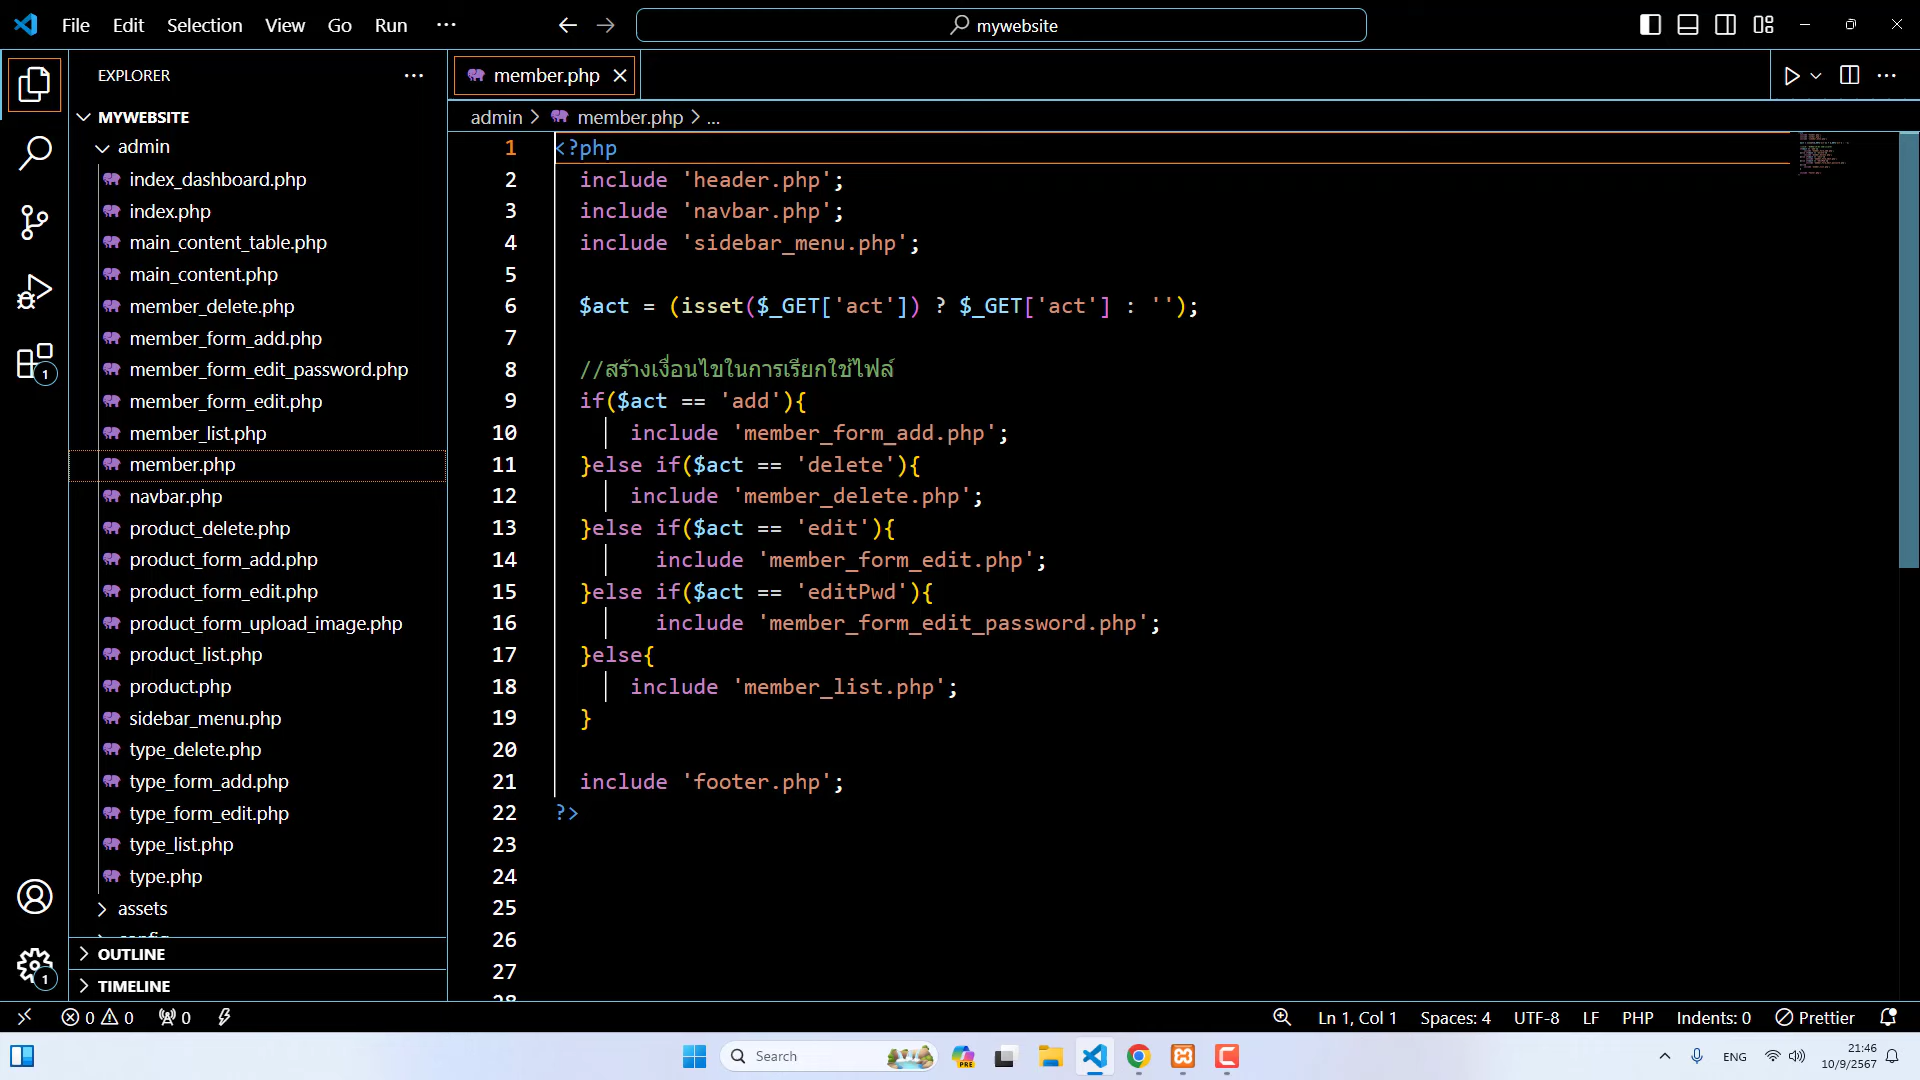 File Edit Selection View Go Run ···
mywebsite
EXPLORER
MYWEBSITE
admin
index_dashboard.php
index.php
main_content_table.php
main_content.php
member_delete.php
member_form_add.php
member_form_edit_password.php
member_form_edit.php
member_list.php
member.php
navbar.php
product_delete.php
product_form_add.php
product_form_edit.php
product_form_upload_image.php
product_list.php
product.php
sidebar_menu.php
type_delete.php
type_form_add.php
type_form_edit.php
type_list.php
type.php
assets
OUTLINE
TIMELINE
1
1
member.php
admin > member.php > ...
1 <?php
2 include 'header.php';
3 include 'navbar.php';
4 include 'sidebar_menu.php';
5
6 $act = (isset($_GET['act']) ? $_GET['act'] : '');
7
8 //สร้างเงื่อนไขในการเรียกใช้ไฟล์
9 if($act == 'add'){
10 include 'member_form_add.php';
11 }else if($act == 'delete'){
12 include 'member_delete.php';
13 }else if($act == 'edit'){
14 include 'member_form_edit.php';
15 }else if($act == 'editPwd'){
16 include 'member_form_edit_password.php';
17 }else{
18 include 'member_list.php';
19 }
20
21 include 'footer.php';
22 ?>
23
24
25
26
27
0 0 0
Ln 1, Col 1 Spaces: 4 UTF-8 LF PHP Indents: 0 Prettier
Search
PRE
ENG
21:46
10/9/2567